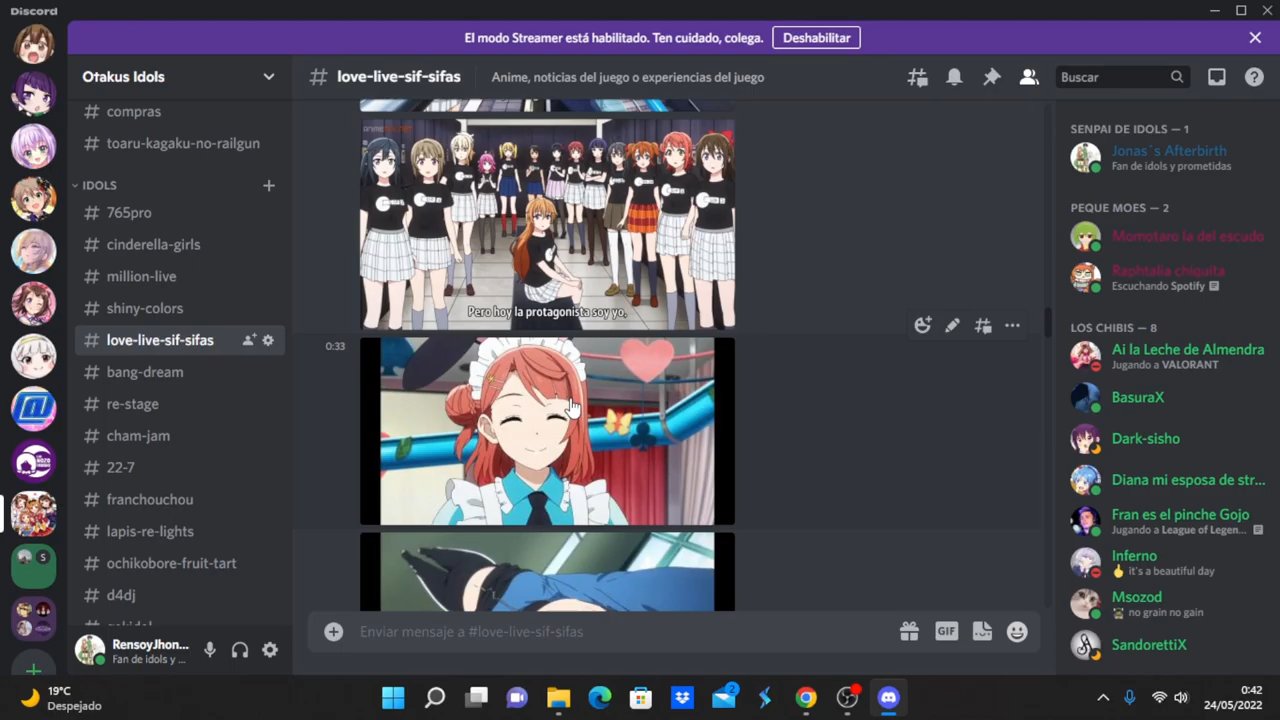 Discord
El modo Streamer está habilitado. Ten cuidado, colega.
Deshabilitar
Otakus Idols
# love-live-sif-sifas
Anime, noticias del juego o experiencias del juego
Buscar
# compras
# toaru-kagaku-no-railgun
IDOLS
# 765pro
# cinderella-girls
# million-live
# shiny-colors
# love-live-sif-sifas
# bang-dream
# re-stage
# cham-jam
# 22-7
# franchouchou
# lapis-re-lights
# ochikobore-fruit-tart
# d4dj
Pero hoy la protagonista soy yo.
0:33
Enviar mensaje a #love-live-sif-sifas
GIF
SENPAI DE IDOLS — 1
Jonas´s Afterbirth
Fan de idols y prometidas
PEQUE MOES — 2
Momotaro la del escudo
Raphtalia chiquita
Escuchando Spotify
LOS CHIBIS — 8
Ai la Leche de Almendra
Jugando a VALORANT
BasuraX
Dark-sisho
Diana mi esposa de str...
Fran es el pinche Gojo
Jugando a League of Legen...
Inferno
it's a beautiful day
Msozod
no grain no gain
SandorettiX
RensoyJhon...
Fan de idols y ...
S
19°C
Despejado
2
0:42
24/05/2022